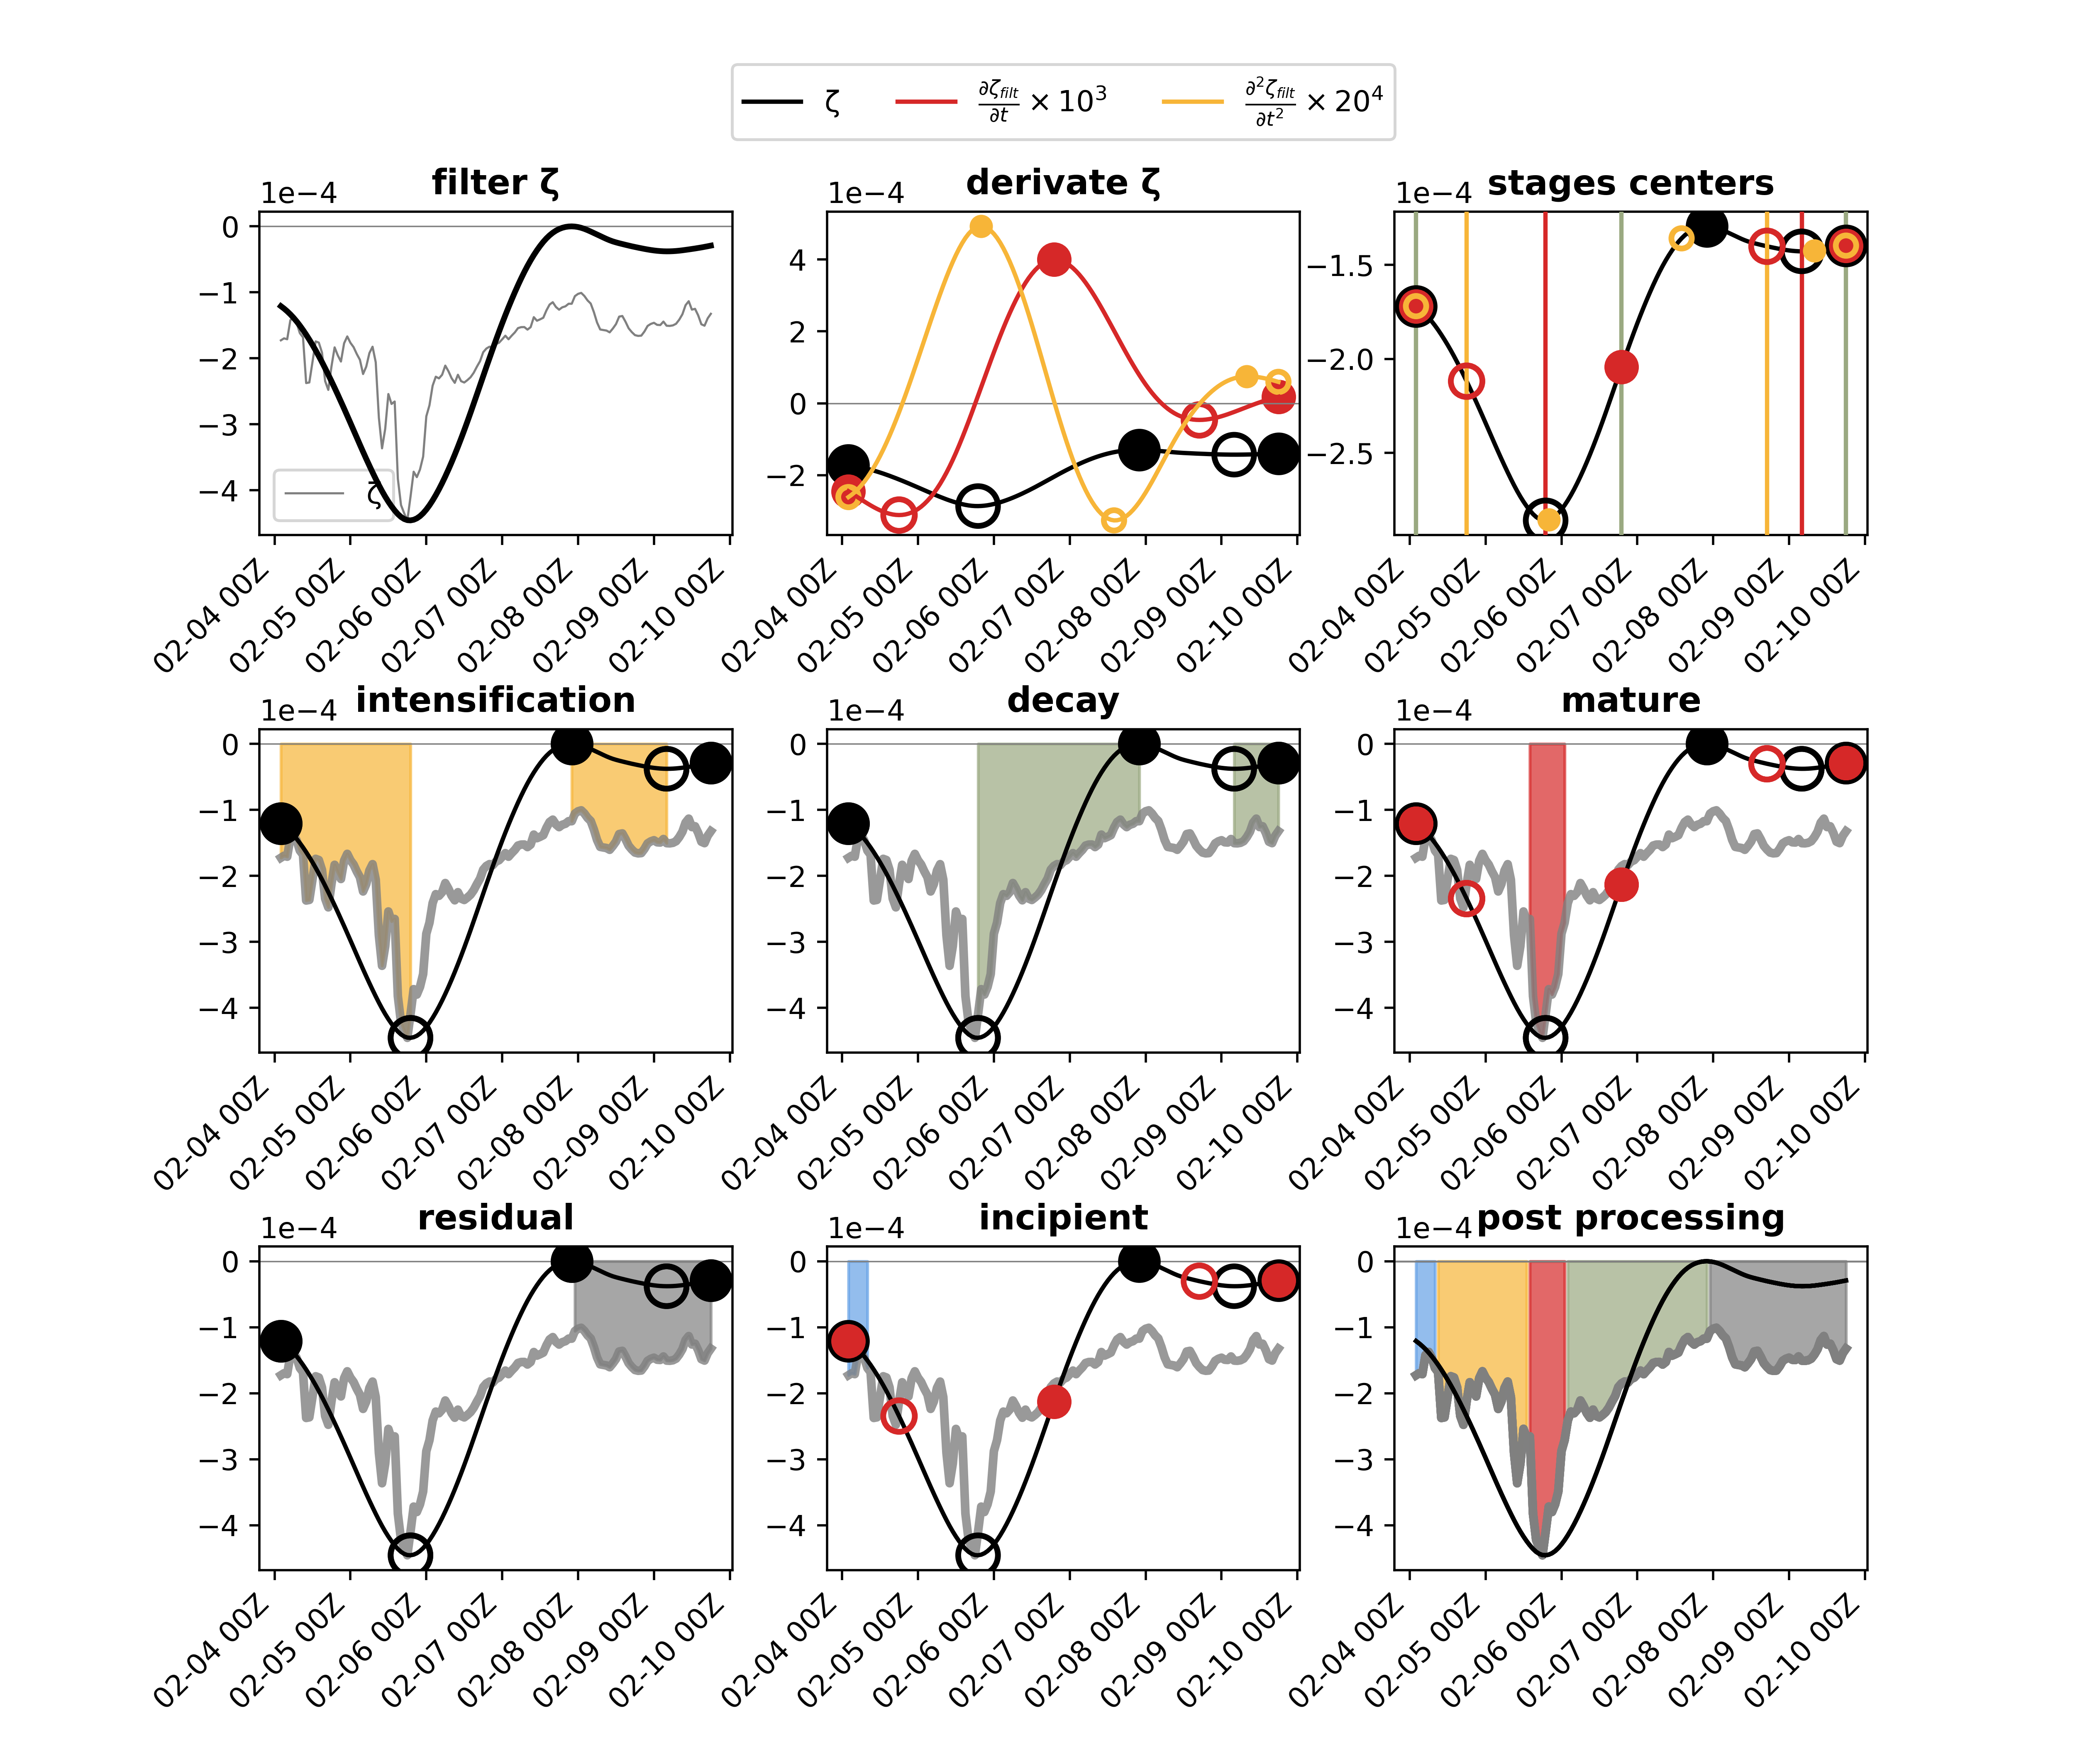 ζ ∂ζ_filt/∂t × 10³ ∂²ζ_filt/∂t² × 20⁴
filter ζ derivate ζ stages centers
1e−4 1e−4 1e−4
0
−1
−2
−3
−4
ζ
4
2
0
−2
−1.5
−2.0
−2.5
02-04 00Z 02-05 00Z 02-06 00Z 02-07 00Z 02-08 00Z 02-09 00Z 02-10 00Z
02-04 00Z 02-05 00Z 02-06 00Z 02-07 00Z 02-08 00Z 02-09 00Z 02-10 00Z
02-04 00Z 02-05 00Z 02-06 00Z 02-07 00Z 02-08 00Z 02-09 00Z 02-10 00Z
intensification decay mature
1e−4 1e−4 1e−4
0
−1
−2
−3
−4
0
−1
−2
−3
−4
0
−1
−2
−3
−4
02-04 00Z 02-05 00Z 02-06 00Z 02-07 00Z 02-08 00Z 02-09 00Z 02-10 00Z
02-04 00Z 02-05 00Z 02-06 00Z 02-07 00Z 02-08 00Z 02-09 00Z 02-10 00Z
02-04 00Z 02-05 00Z 02-06 00Z 02-07 00Z 02-08 00Z 02-09 00Z 02-10 00Z
residual incipient post processing
1e−4 1e−4 1e−4
0
−1
−2
−3
−4
0
−1
−2
−3
−4
0
−1
−2
−3
−4
02-04 00Z 02-05 00Z 02-06 00Z 02-07 00Z 02-08 00Z 02-09 00Z 02-10 00Z
02-04 00Z 02-05 00Z 02-06 00Z 02-07 00Z 02-08 00Z 02-09 00Z 02-10 00Z
02-04 00Z 02-05 00Z 02-06 00Z 02-07 00Z 02-08 00Z 02-09 00Z 02-10 00Z